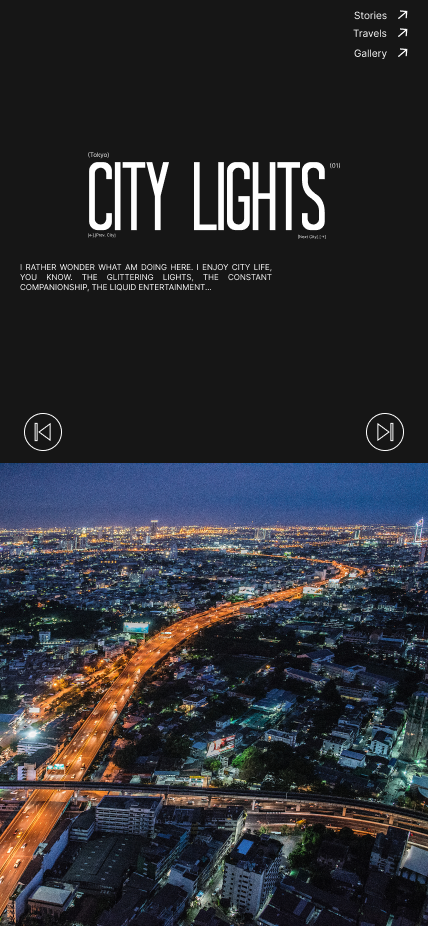 Stories
Travels
Gallery
(Tokyo)
CITY LIGHTS
(01)
[←] (Prev. City)
(Next City) [→]
I RATHER WONDER WHAT AM DOING HERE. I ENJOY CITY LIFE,
YOU KNOW. THE GLITTERING LIGHTS, THE CONSTANT
COMPANIONSHIP, THE LIQUID ENTERTAINMENT...